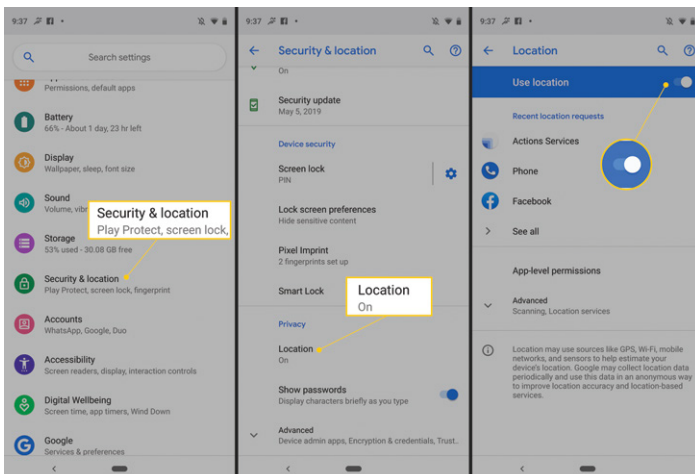 9:37
Search settings
Permissions, default apps
Battery
66% - About 1 day, 23 hr left
Display
Wallpaper, sleep, font size
Sound
Volume, vibr
Security & location
Play Protect, screen lock,
Storage
53% used - 30.08 GB free
Security & location
Play Protect, screen lock, fingerprint
Accounts
WhatsApp, Google, Duo
Accessibility
Screen readers, display, interaction controls
Digital Wellbeing
Screen time, app timers, Wind Down
Google
Services & preferences
9:37
Security & location
On
Security update
May 5, 2019
Device security
Screen lock
PIN
Lock screen preferences
Hide sensitive content
Pixel Imprint
2 fingerprints set up
Smart Lock
Location
On
Privacy
Location
On
Show passwords
Display characters briefly as you type
Advanced
Device admin apps, Encryption & credentials, Trust..
9:37
Location
Use location
Recent location requests
Actions Services
Phone
Facebook
See all
App-level permissions
Advanced
Scanning, Location services
Location may use sources like GPS, Wi-Fi, mobile
networks, and sensors to help estimate your
device's location. Google may collect location data
periodically and use this data in an anonymous way
to improve location accuracy and location-based
services.